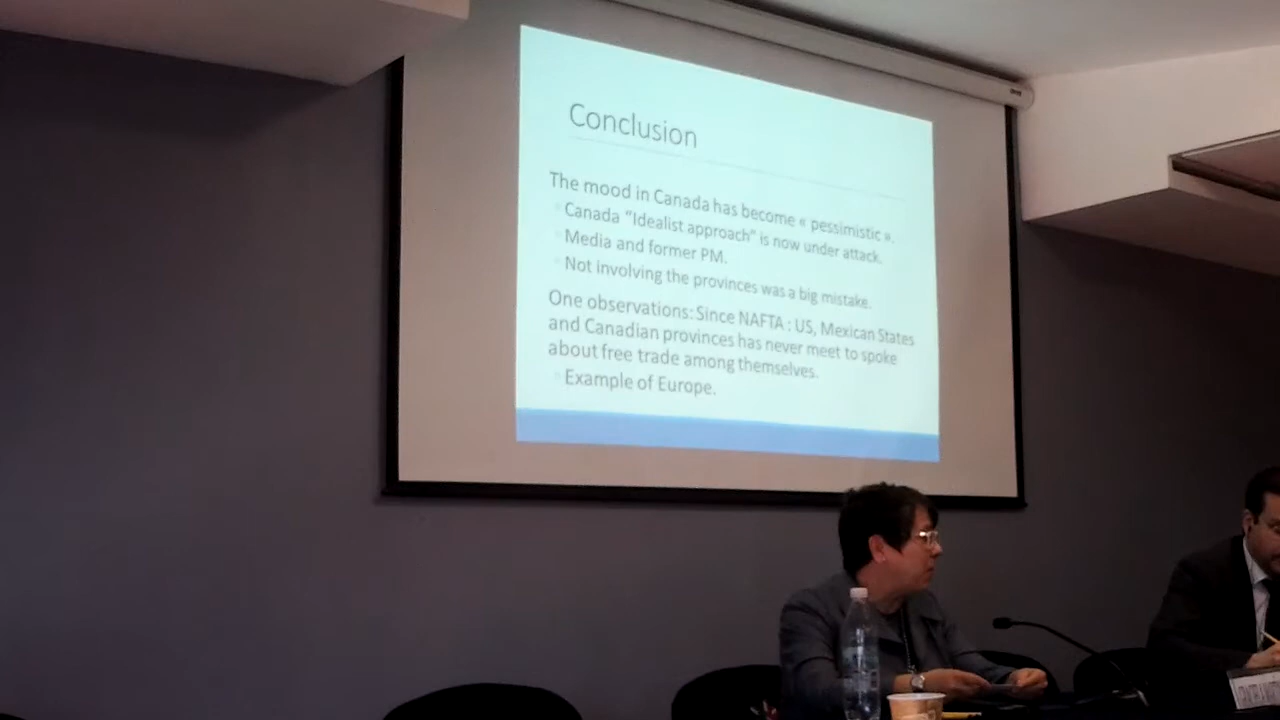 Conclusion
The mood in Canada has become « pessimistic ».
Canada "Idealist approach" is now under attack.
Media and former PM.
Not involving the provinces was a big mistake.
One observations: Since NAFTA : US, Mexican States
and Canadian provinces has never meet to spoke
about free trade among themselves.
Example of Europe.